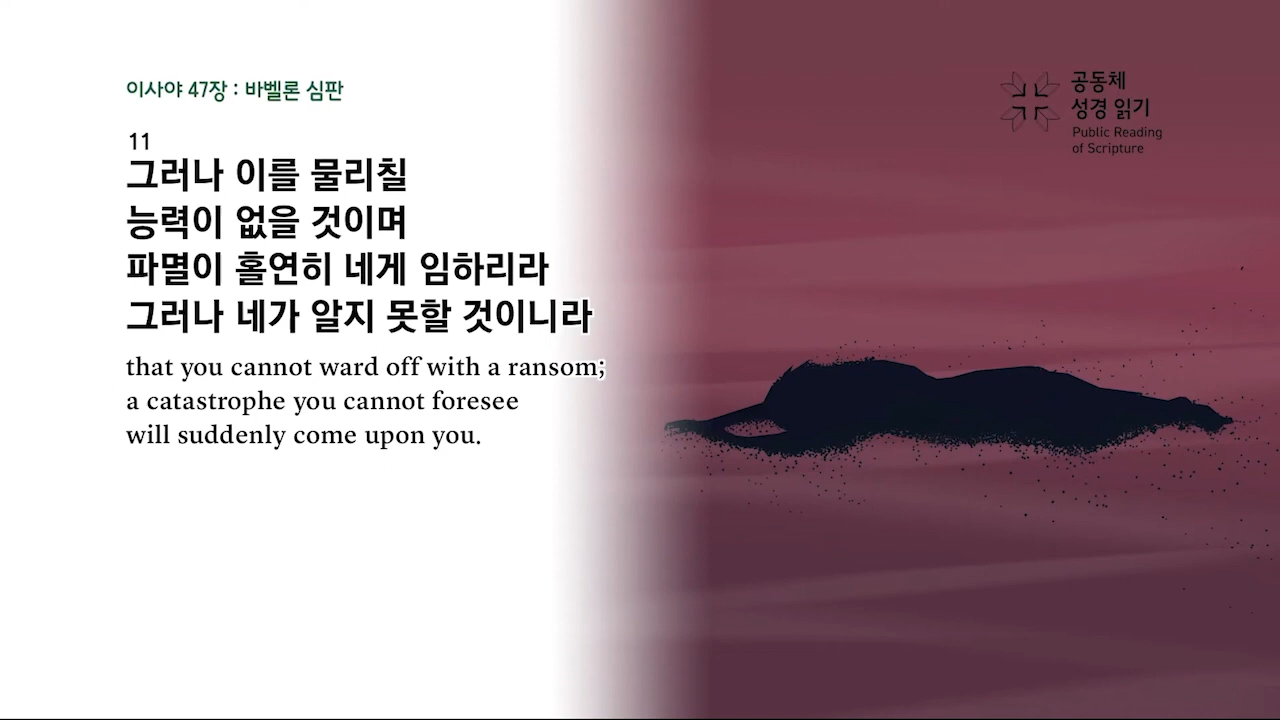 이사야 47장 : 바벨론 심판
11
그러나 이를 물리칠
능력이 없을 것이며
파멸이 홀연히 네게 임하리라
그러나 네가 알지 못할 것이니라
that you cannot ward off with a ransom;
a catastrophe you cannot foresee
will suddenly come upon you.
공동체
성경 읽기
Public Reading
of Scripture